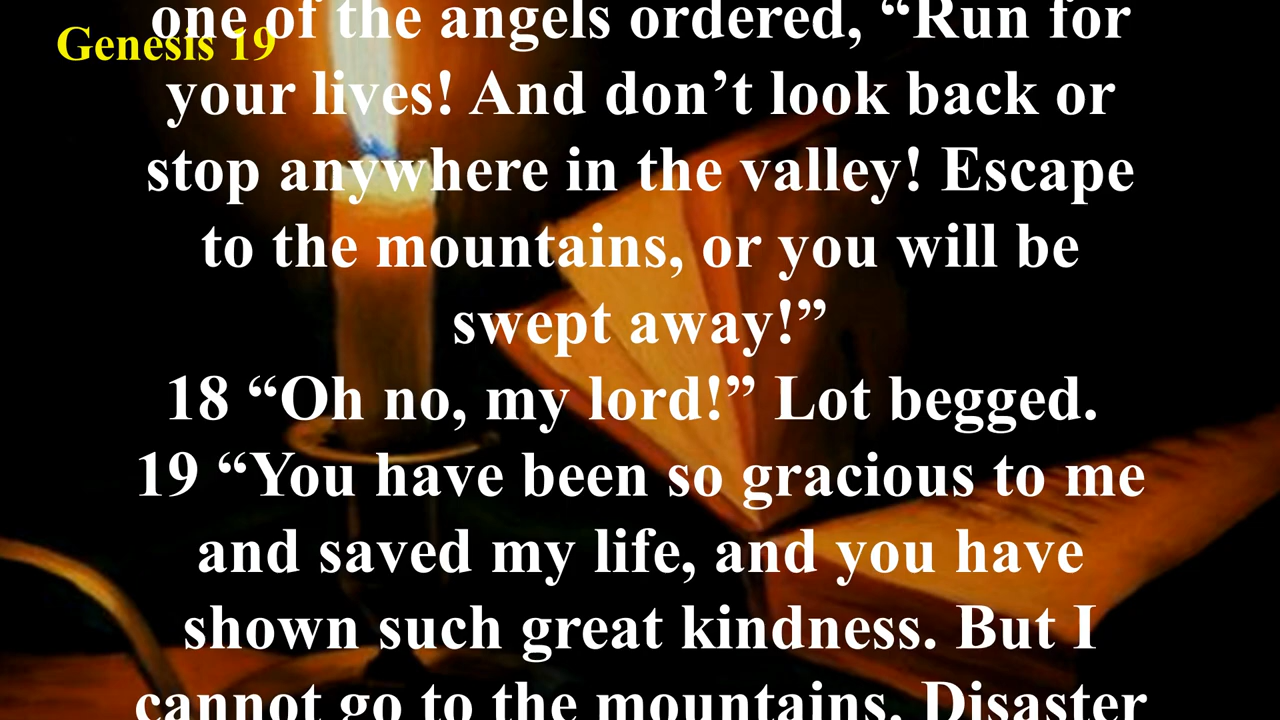 Genesis 19
one of the angels ordered, “Run for
your lives! And don’t look back or
stop anywhere in the valley! Escape
to the mountains, or you will be
swept away!”
18 “Oh no, my lord!” Lot begged.
19 “You have been so gracious to me
and saved my life, and you have
shown such great kindness. But I
cannot go to the mountains. Disaster